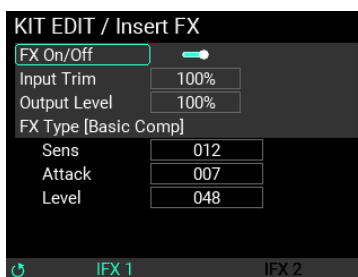 KIT EDIT / Insert FX
FX On/Off
Input Trim 100%
Output Level 100%
FX Type [Basic Comp]
Sens 012
Attack 007
Level 048
IFX 1 IFX 2